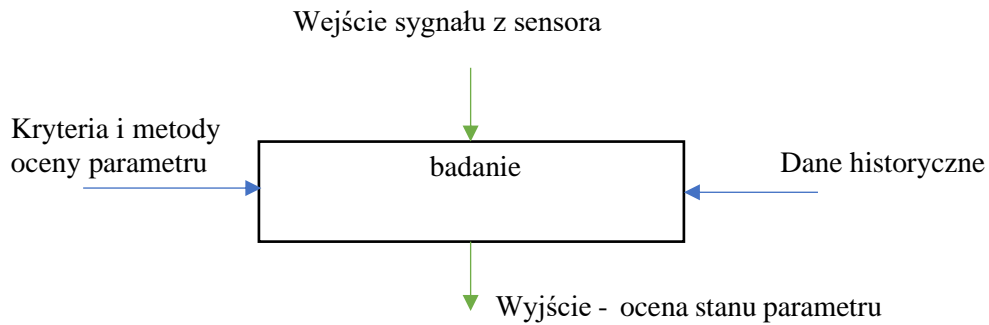 Wejście sygnału z sensora
Kryteria i metody
oceny parametru
badanie
Dane historyczne
Wyjście - ocena stanu parametru